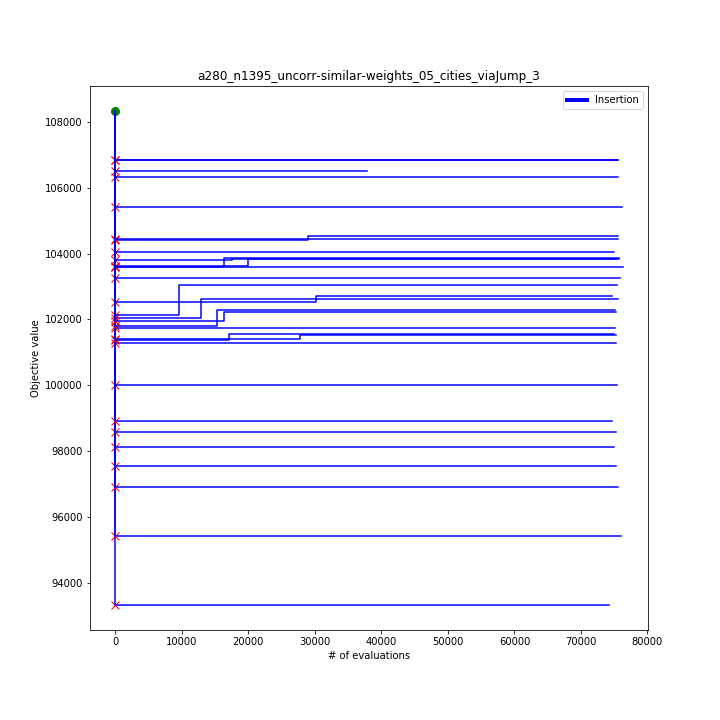 a280_n1395_uncorr-similar-weights_05_cities_viaJump_3
Insertion
108000
106000
104000
102000
100000
98000
96000
94000
Objective value
0 10000 20000 30000 40000 50000 60000 70000 80000
# of evaluations